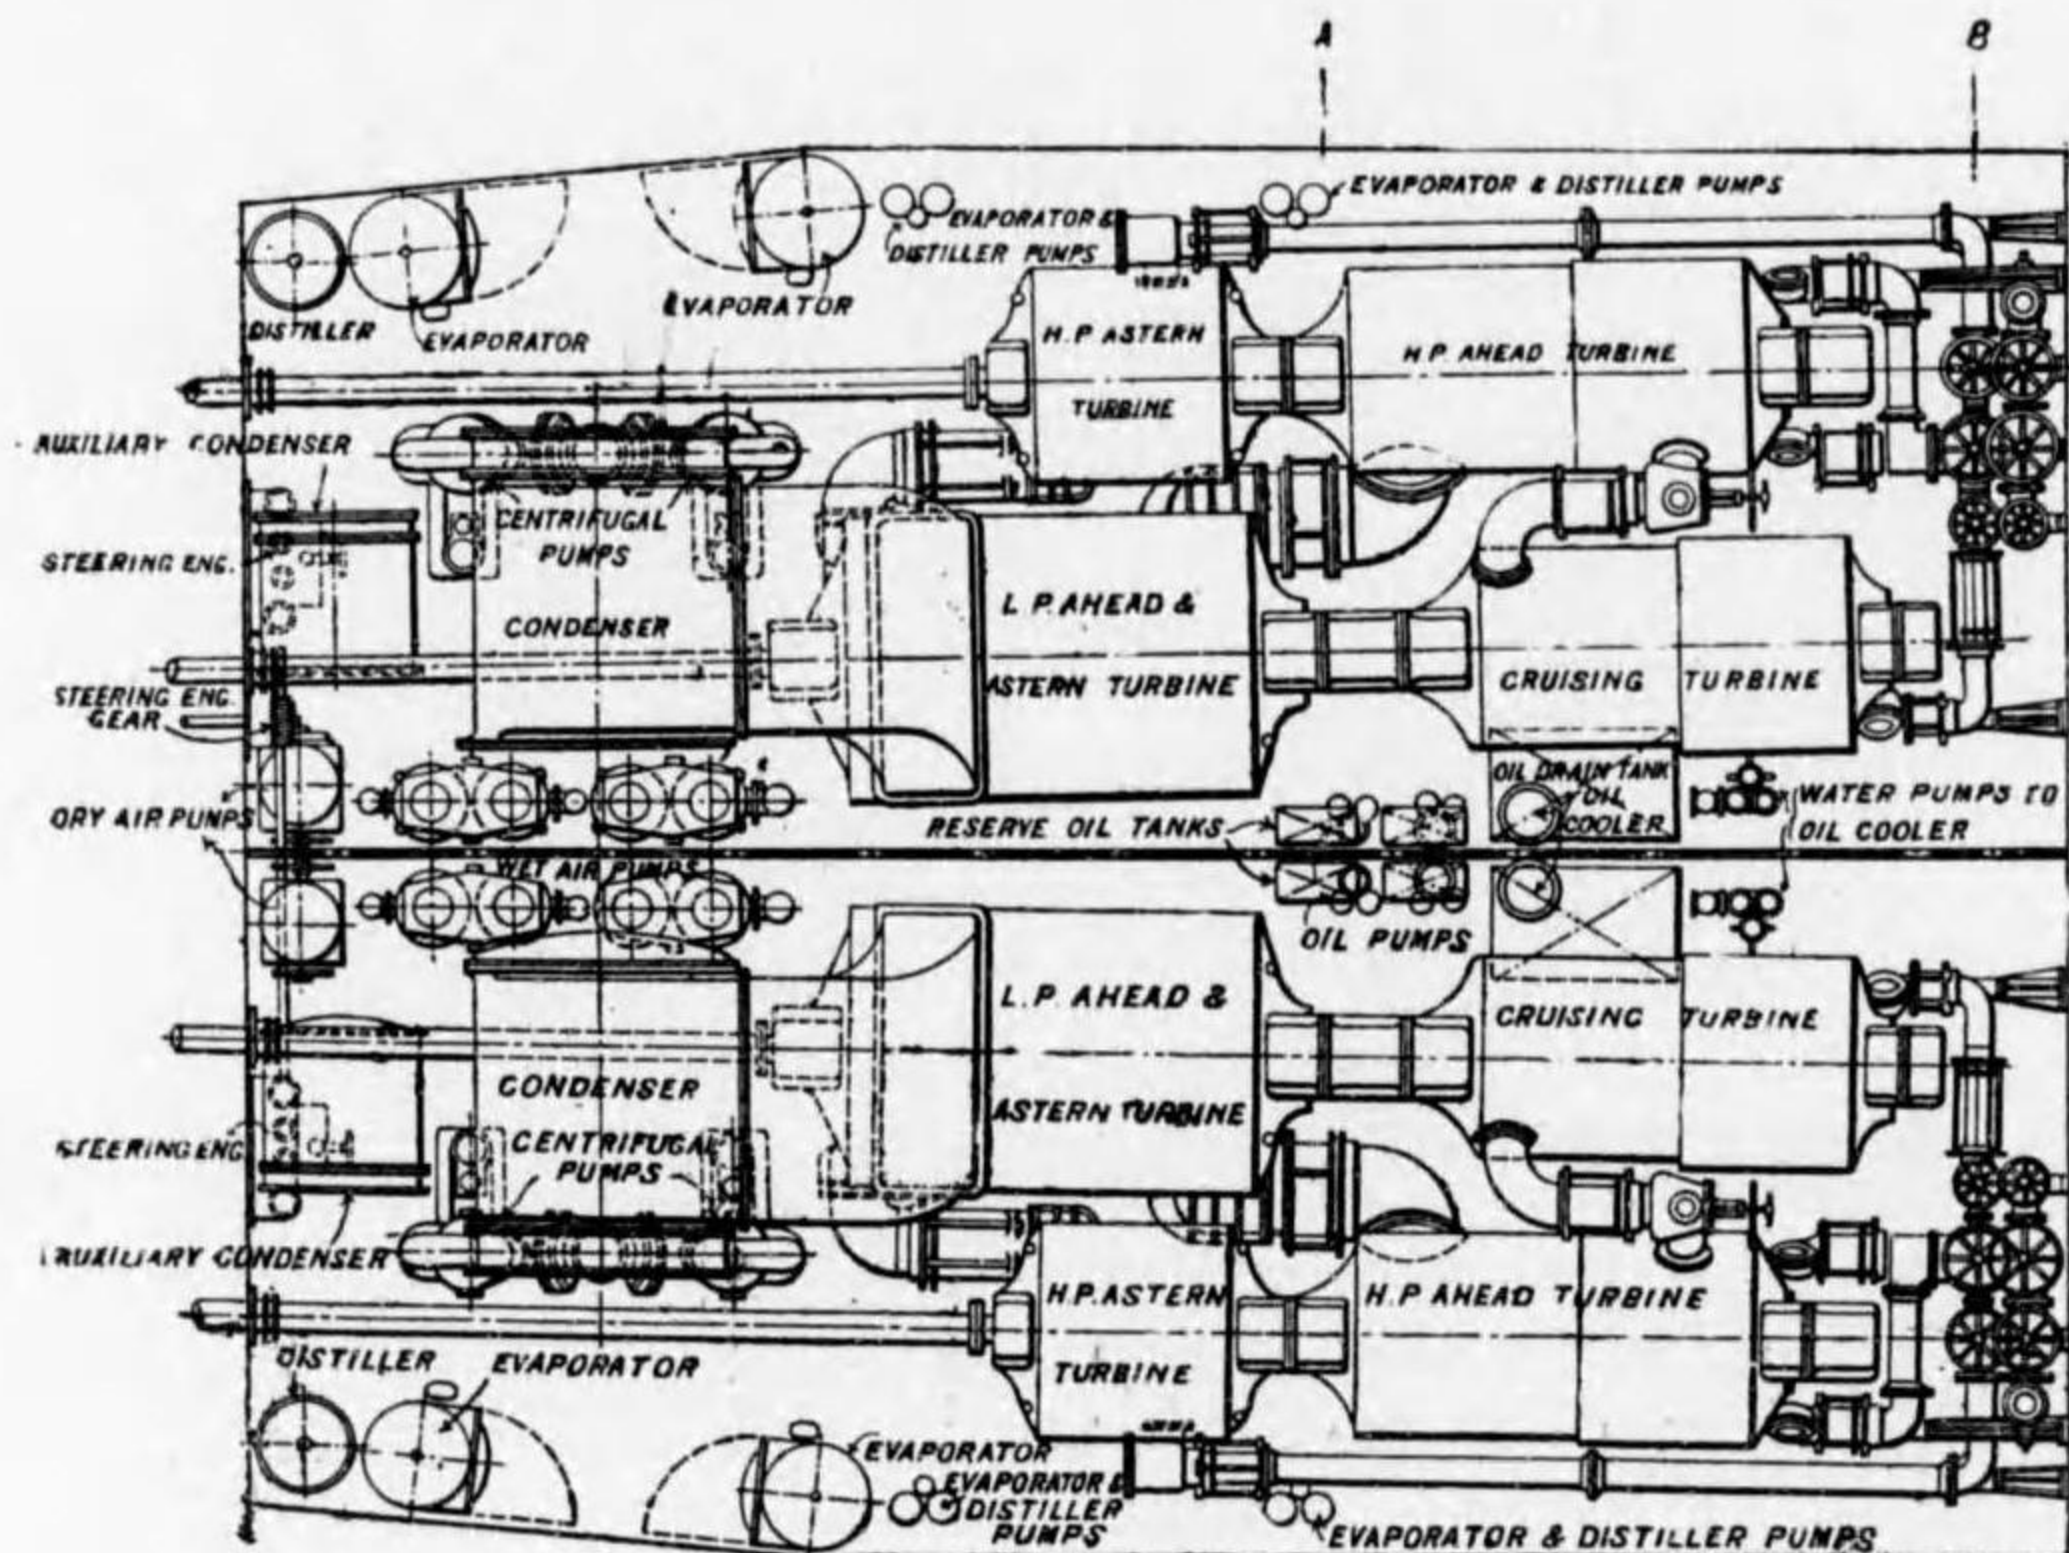 A
B
EVAPORATOR & DISTILLER PUMPS
EVAPORATOR &
DISTILLER PUMPS
EVAPORATOR
DISTILLER
EVAPORATOR
H.P ASTERN
TURBINE
H.P. AHEAD TURBINE
AUXILIARY CONDENSER
CENTRIFUGAL
PUMPS
STEERING ENG.
CONDENSER
L.P. AHEAD &
ASTERN TURBINE
CRUISING TURBINE
STEERING ENG.
GEAR
OIL DRAIN TANK
OIL
COOLER
WATER PUMPS TO
OIL COOLER
DRY AIR PUMPS
RESERVE OIL TANKS
WET AIR PUMPS
OIL PUMPS
L.P. AHEAD &
ASTERN TURBINE
CRUISING TURBINE
CONDENSER
CENTRIFUGAL
PUMPS
STEERING ENG
AUXILIARY CONDENSER
H.P. ASTERN
TURBINE
H.P AHEAD TURBINE
DISTILLER
EVAPORATOR
EVAPORATOR
EVAPORATOR &
DISTILLER
PUMPS
EVAPORATOR & DISTILLER PUMPS